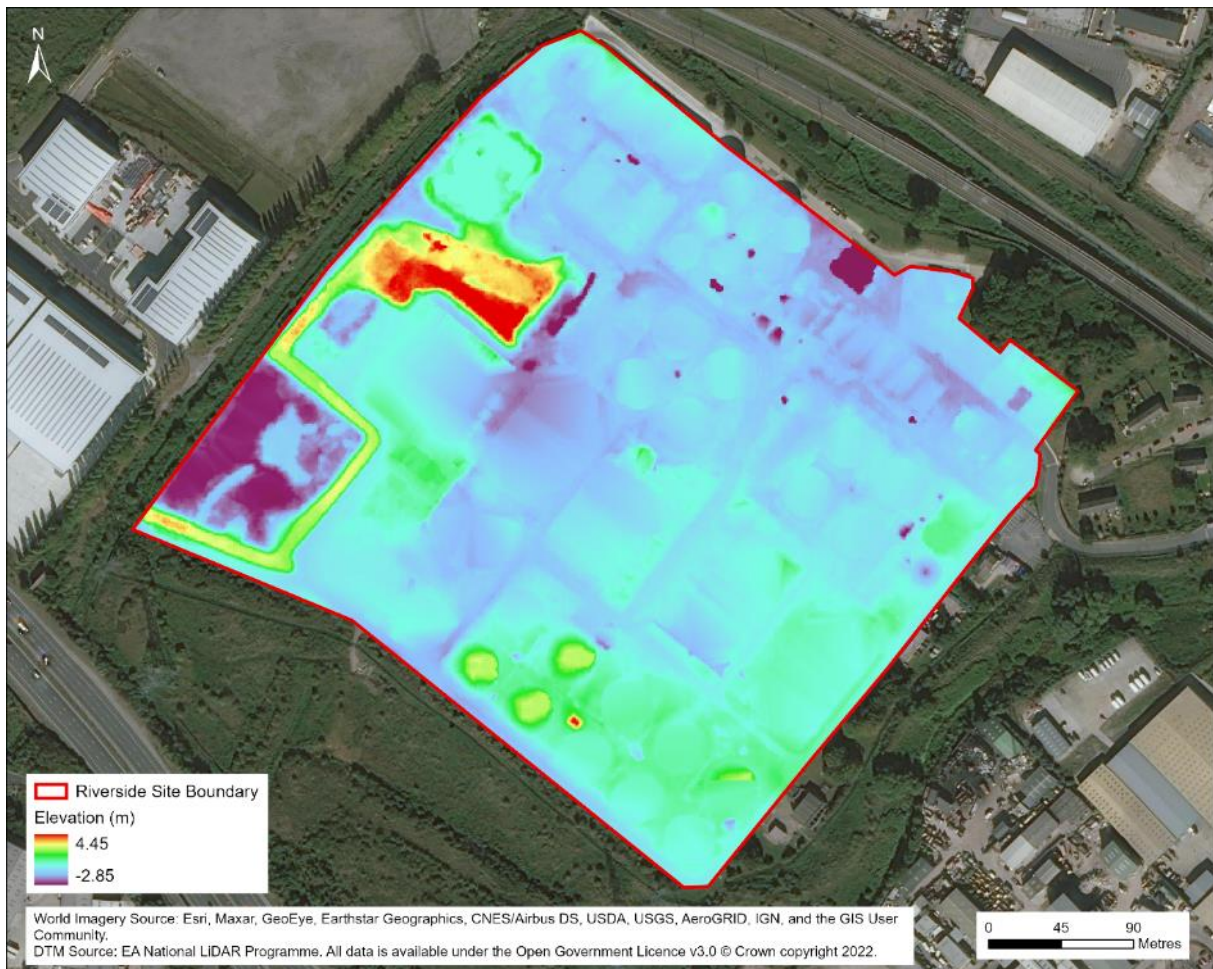 N
Riverside Site Boundary
Elevation (m)
4.45
-2.85
World Imagery Source: Esri, Maxar, GeoEye, Earthstar Geographics, CNES/Airbus DS, USDA, USGS, AeroGRID, IGN, and the GIS User
Community.
DTM Source: EA National LiDAR Programme. All data is available under the Open Government Licence v3.0 © Crown copyright 2022.
0 45 90
Metres